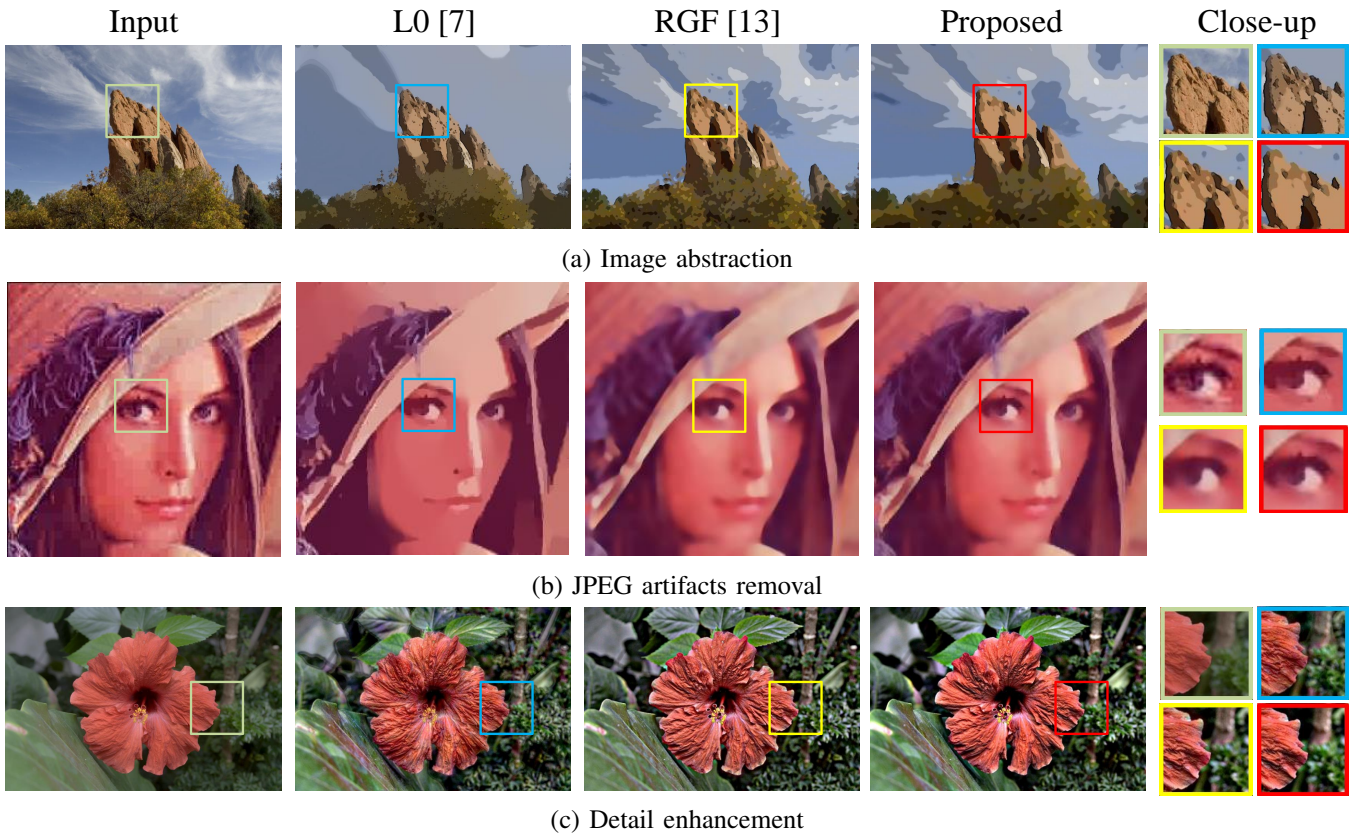 Input L0 [7] RGF [13] Proposed Close-up
(a) Image abstraction
(b) JPEG artifacts removal
(c) Detail enhancement